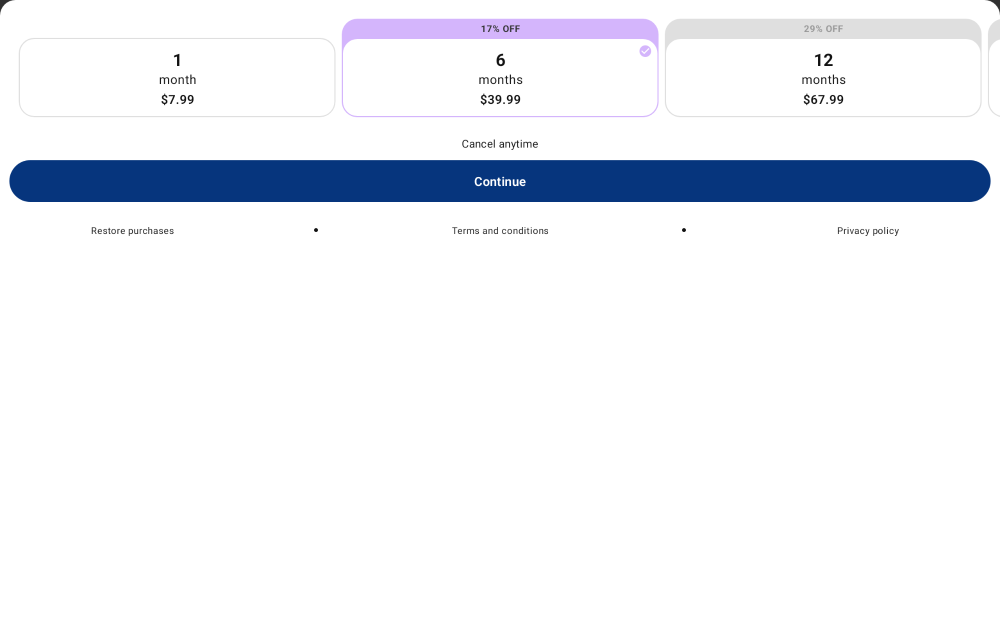 1
month
$7.99
17% OFF
6
months
$39.99
29% OFF
12
months
$67.99
Cancel anytime
Continue
Restore purchases
Terms and conditions
Privacy policy